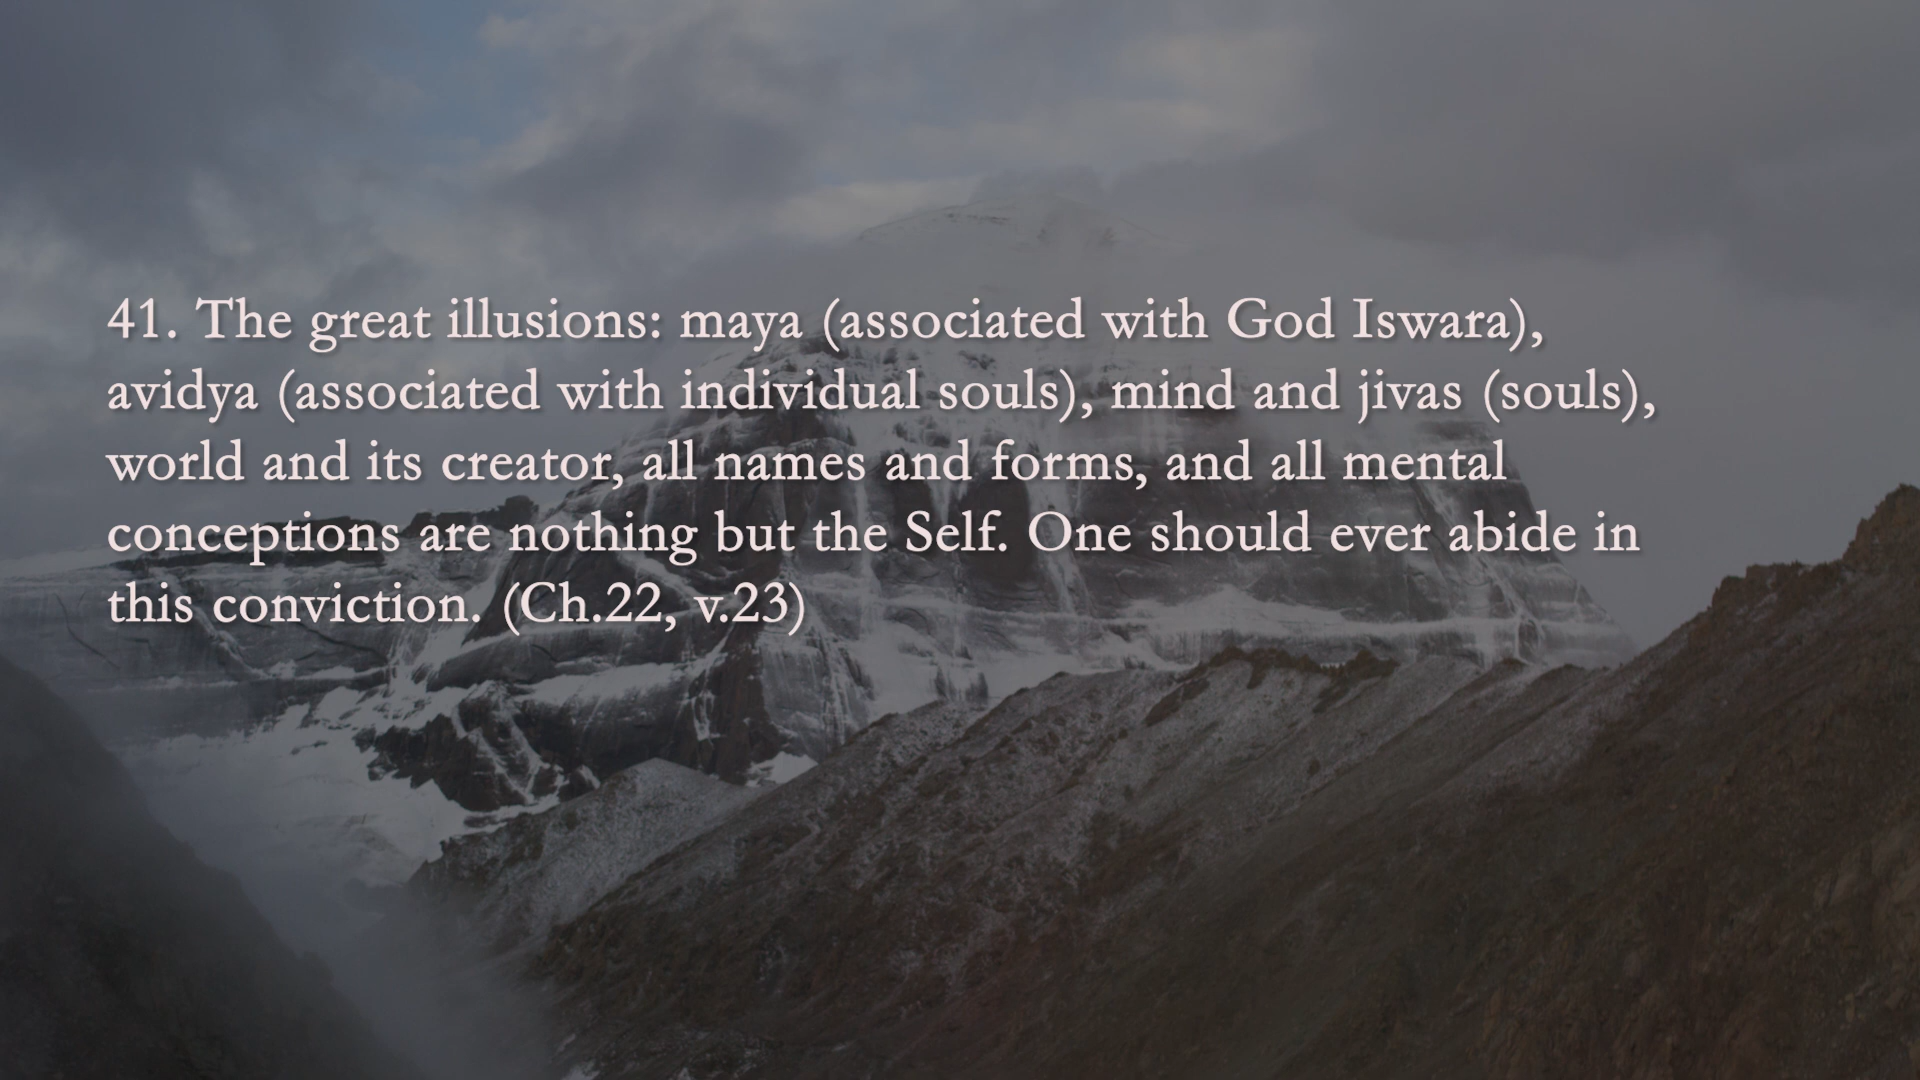 41. The great illusions: maya (associated with God Iswara),
avidya (associated with individual souls), mind and jivas (souls),
world and its creator, all names and forms, and all mental
conceptions are nothing but the Self. One should ever abide in
this conviction. (Ch.22, v.23)